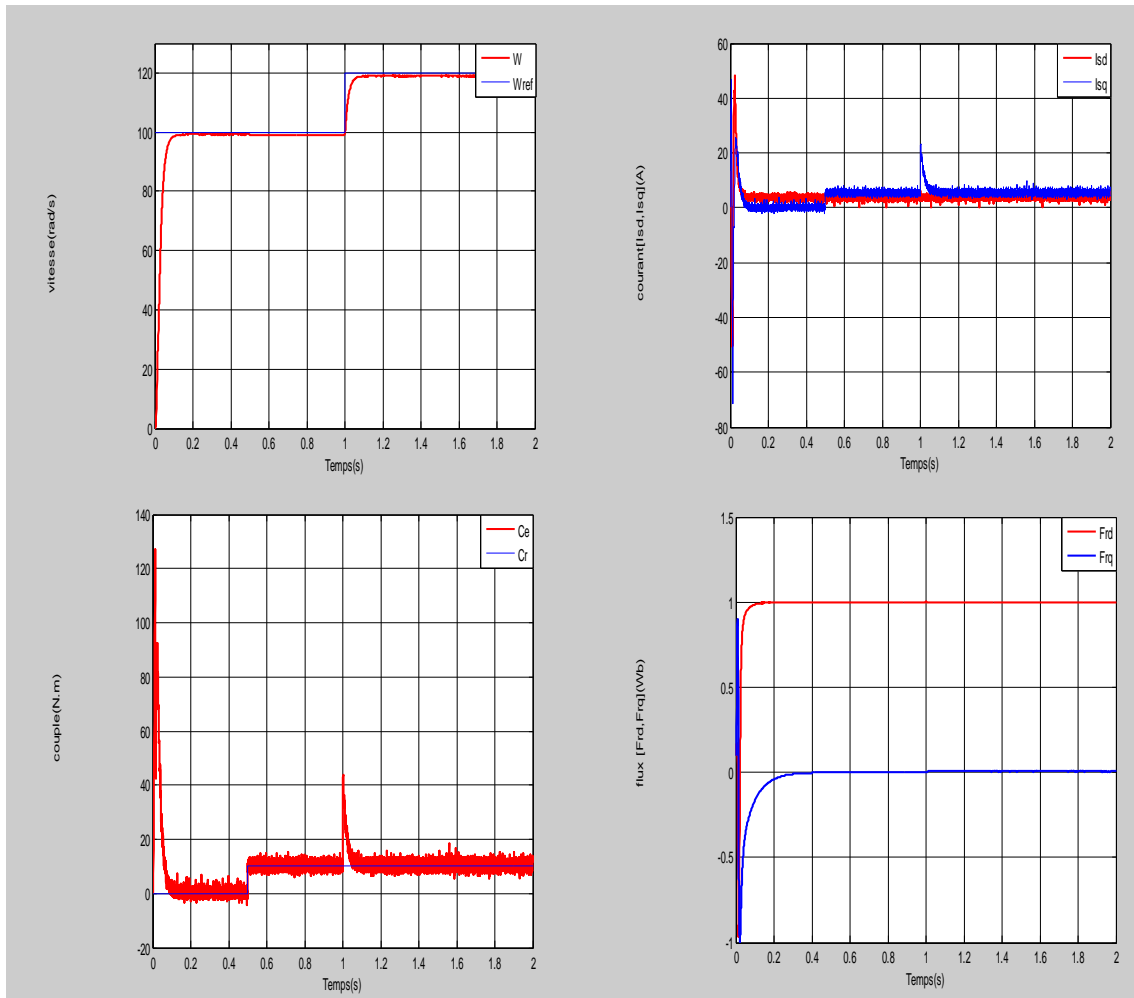 W
Wref
120
100
80
60
40
20
0
0 0.2 0.4 0.6 0.8 1 1.2 1.4 1.6 1.8 2
Temps(s)
vitesse(rad/s)
Isd
Isq
60
40
20
0
-20
-40
-60
-80
0 0.2 0.4 0.6 0.8 1 1.2 1.4 1.6 1.8 2
Temps(s)
courant[Isd,Isq](A)
Ce
Cr
140
120
100
80
60
40
20
0
-20
0 0.2 0.4 0.6 0.8 1 1.2 1.4 1.6 1.8 2
Temps(s)
couple(N.m)
Frd
Frq
1.5
1
0.5
0
-0.5
-1
0 0.2 0.4 0.6 0.8 1 1.2 1.4 1.6 1.8 2
Temps(s)
flux [Frd,Frq](Wb)